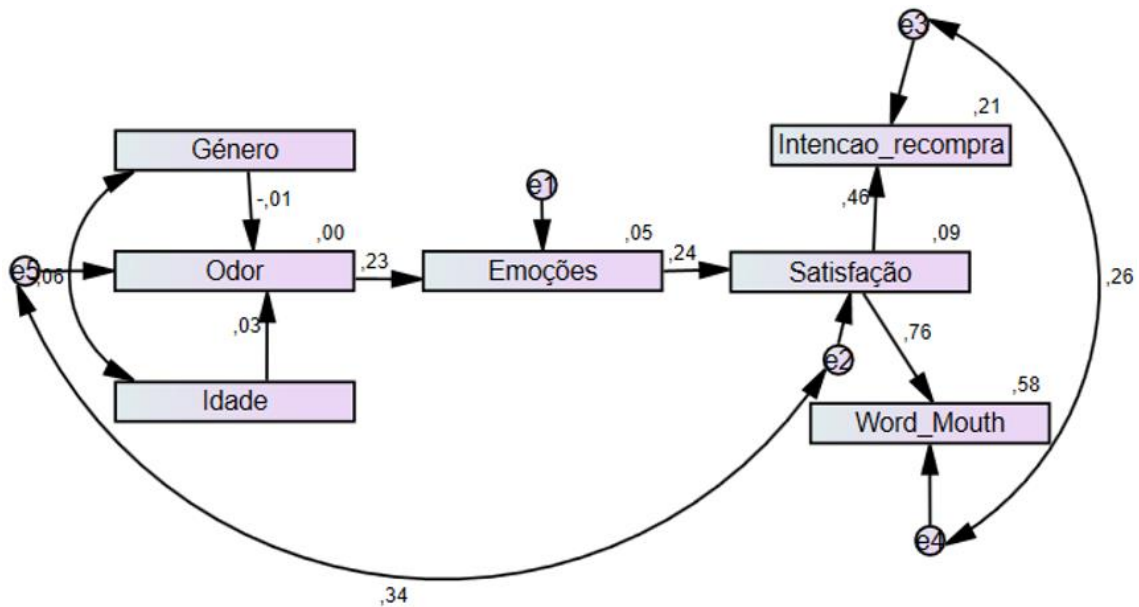 e3
,21
Intencao_recompra
Género
-,01
e1
,46
,00
,05
,09
e5
,06
Odor
,23
Emoções
,24
Satisfação
,26
,03
,76
e2
Idade
,58
Word_Mouth
e4
,34